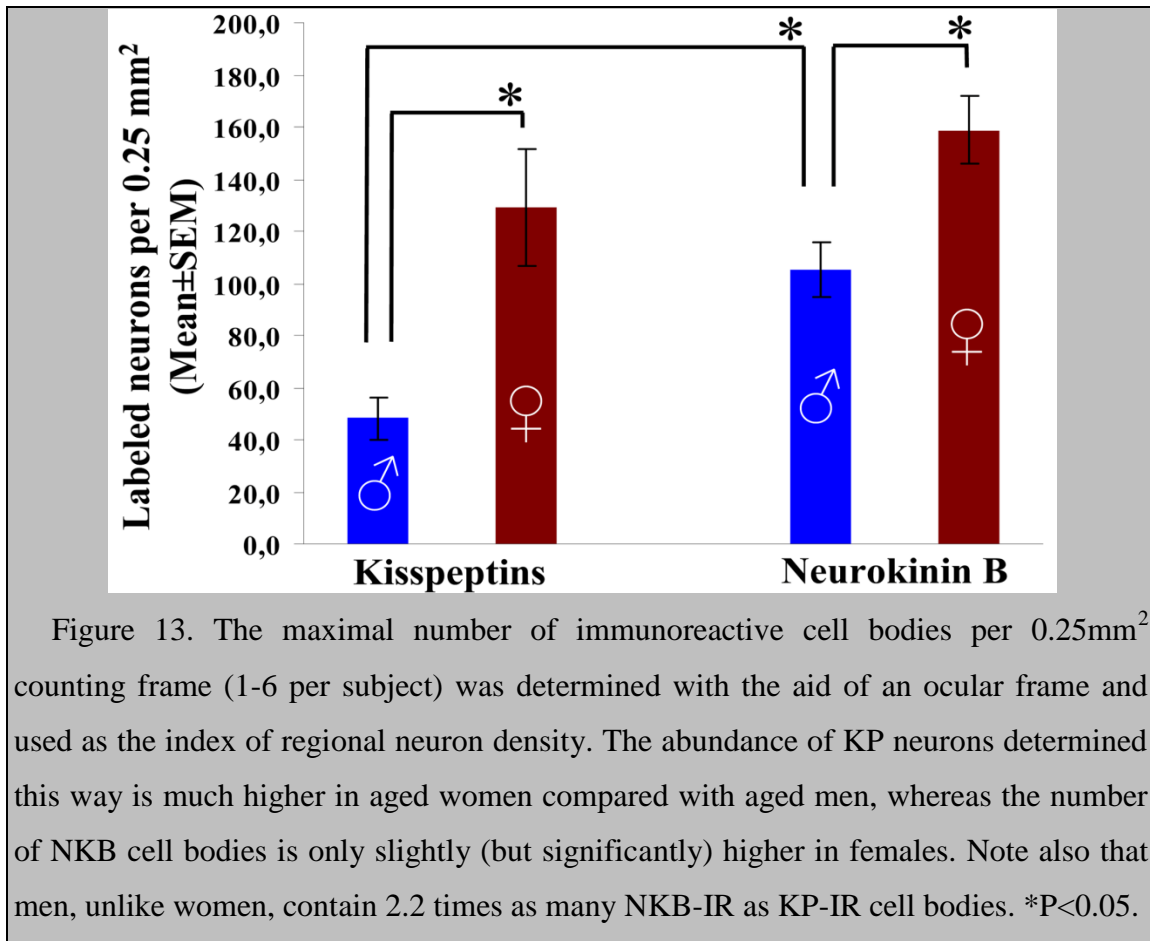 Labeled neurons per 0.25 mm²
(Mean±SEM)
200,0
180,0
160,0
140,0
120,0
100,0
80,0
60,0
40,0
20,0
0,0
*
*
*
♂
♀
♂
♀
Kisspeptins
Neurokinin B
Figure 13. The maximal number of immunoreactive cell bodies per 0.25mm²
counting frame (1-6 per subject) was determined with the aid of an ocular frame and
used as the index of regional neuron density. The abundance of KP neurons determined
this way is much higher in aged women compared with aged men, whereas the number
of NKB cell bodies is only slightly (but significantly) higher in females. Note also that
men, unlike women, contain 2.2 times as many NKB-IR as KP-IR cell bodies. *P<0.05.